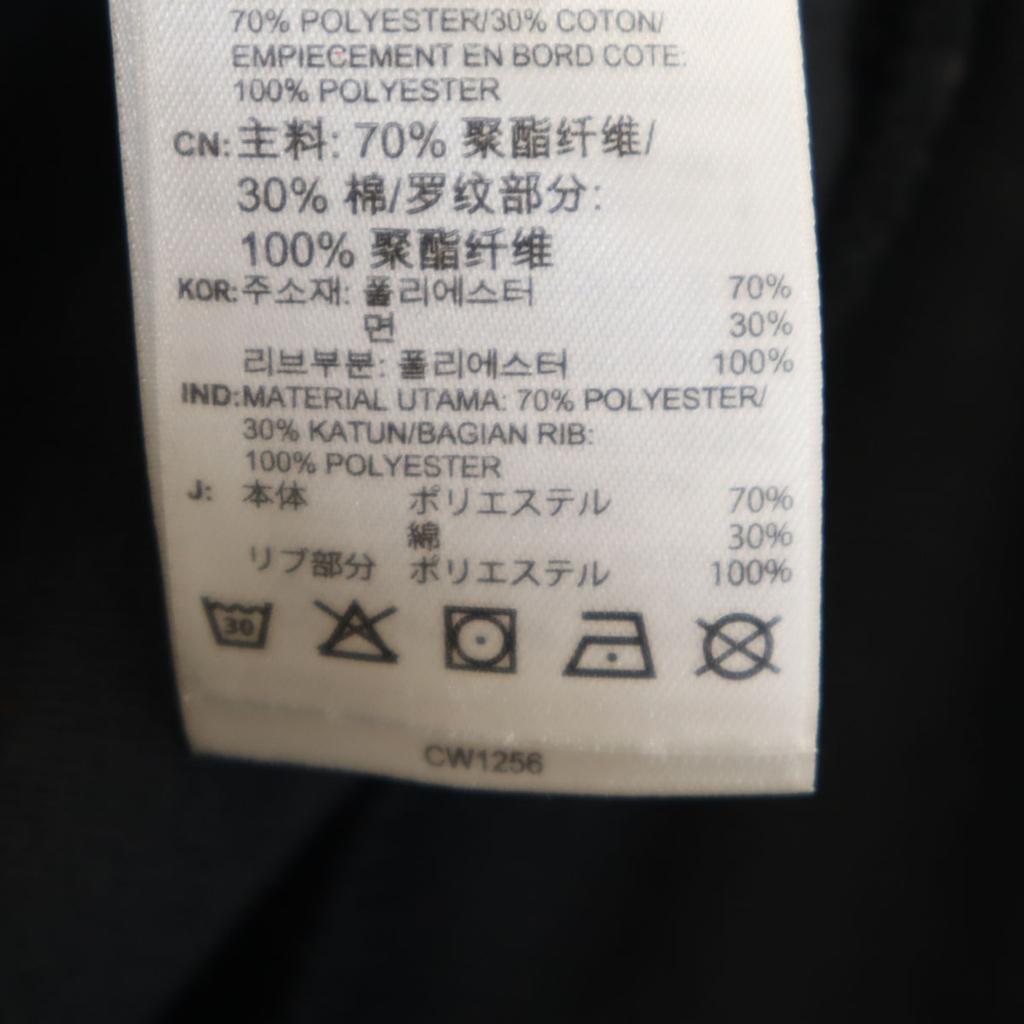 70% POLYESTER/30% COTON/
EMPIECEMENT EN BORD COTE:
100% POLYESTER
CN: 主料: 70% 聚酯纤维/
30% 棉/罗纹部分:
100% 聚酯纤维
KOR: 주소재: 폴리에스터 70%
면 30%
리브부분: 폴리에스터 100%
IND: MATERIAL UTAMA: 70% POLYESTER/
30% KATUN/BAGIAN RIB:
100% POLYESTER
J: 本体 ポリエステル 70%
綿 30%
リブ部分 ポリエステル 100%
30
CW1256